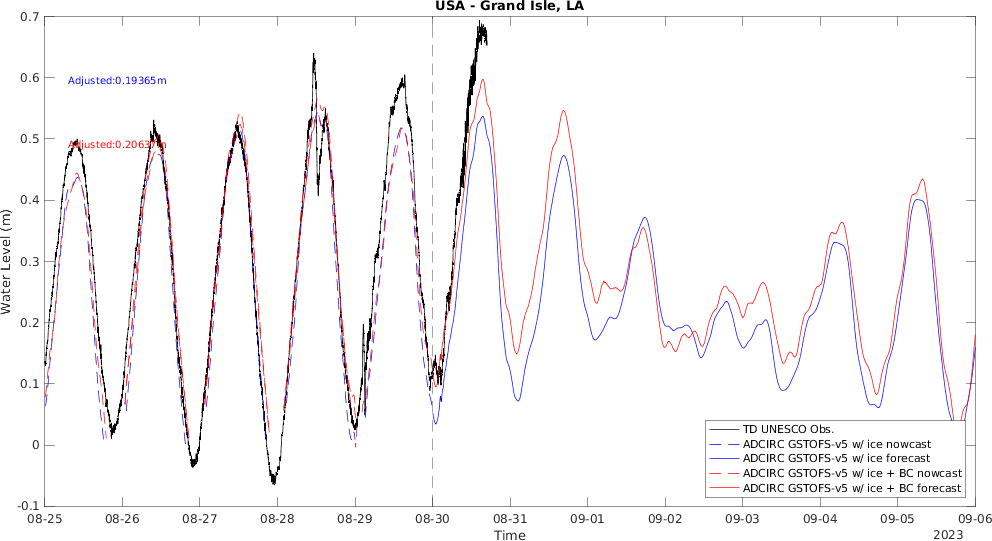 USA - Grand Isle, LA
0.7
0.6
0.5
0.4
0.3
0.2
0.1
0
-0.1
Water Level (m)
Adjusted:0.19365m
Adjusted:0.20637m
TD UNESCO Obs.
ADCIRC GSTOFS-v5 w/ ice nowcast
ADCIRC GSTOFS-v5 w/ ice forecast
ADCIRC GSTOFS-v5 w/ ice + BC nowcast
ADCIRC GSTOFS-v5 w/ ice + BC forecast
08-25 08-26 08-27 08-28 08-29 08-30 08-31 09-01 09-02 09-03 09-04 09-05 09-06
Time
2023